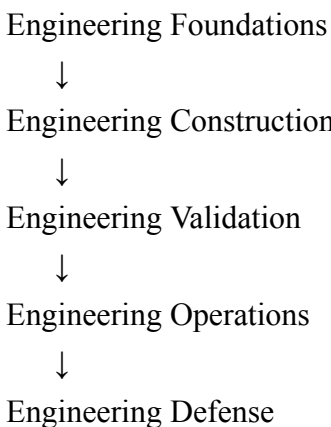 Engineering Foundations
↓
Engineering Construction
↓
Engineering Validation
↓
Engineering Operations
↓
Engineering Defense